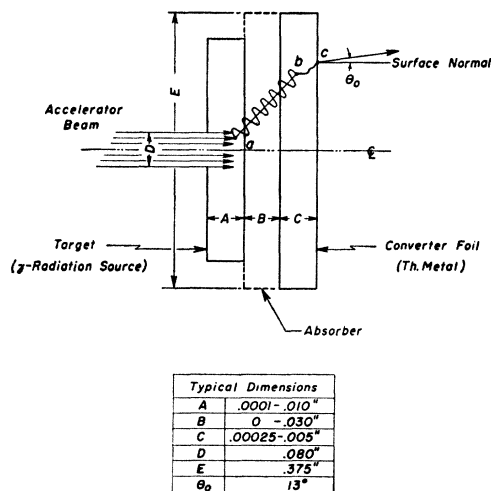 E
b
c
θo
Surface Normal
Accelerator
Beam
D
a
℄
A
B
C
Target
(γ-Radiation Source)
Converter Foil
(Th. Metal)
Absorber
Typical Dimensions
A .0001-.010"
B 0 -.030"
C .00025-.005"
D .080"
E .375"
θo 13°